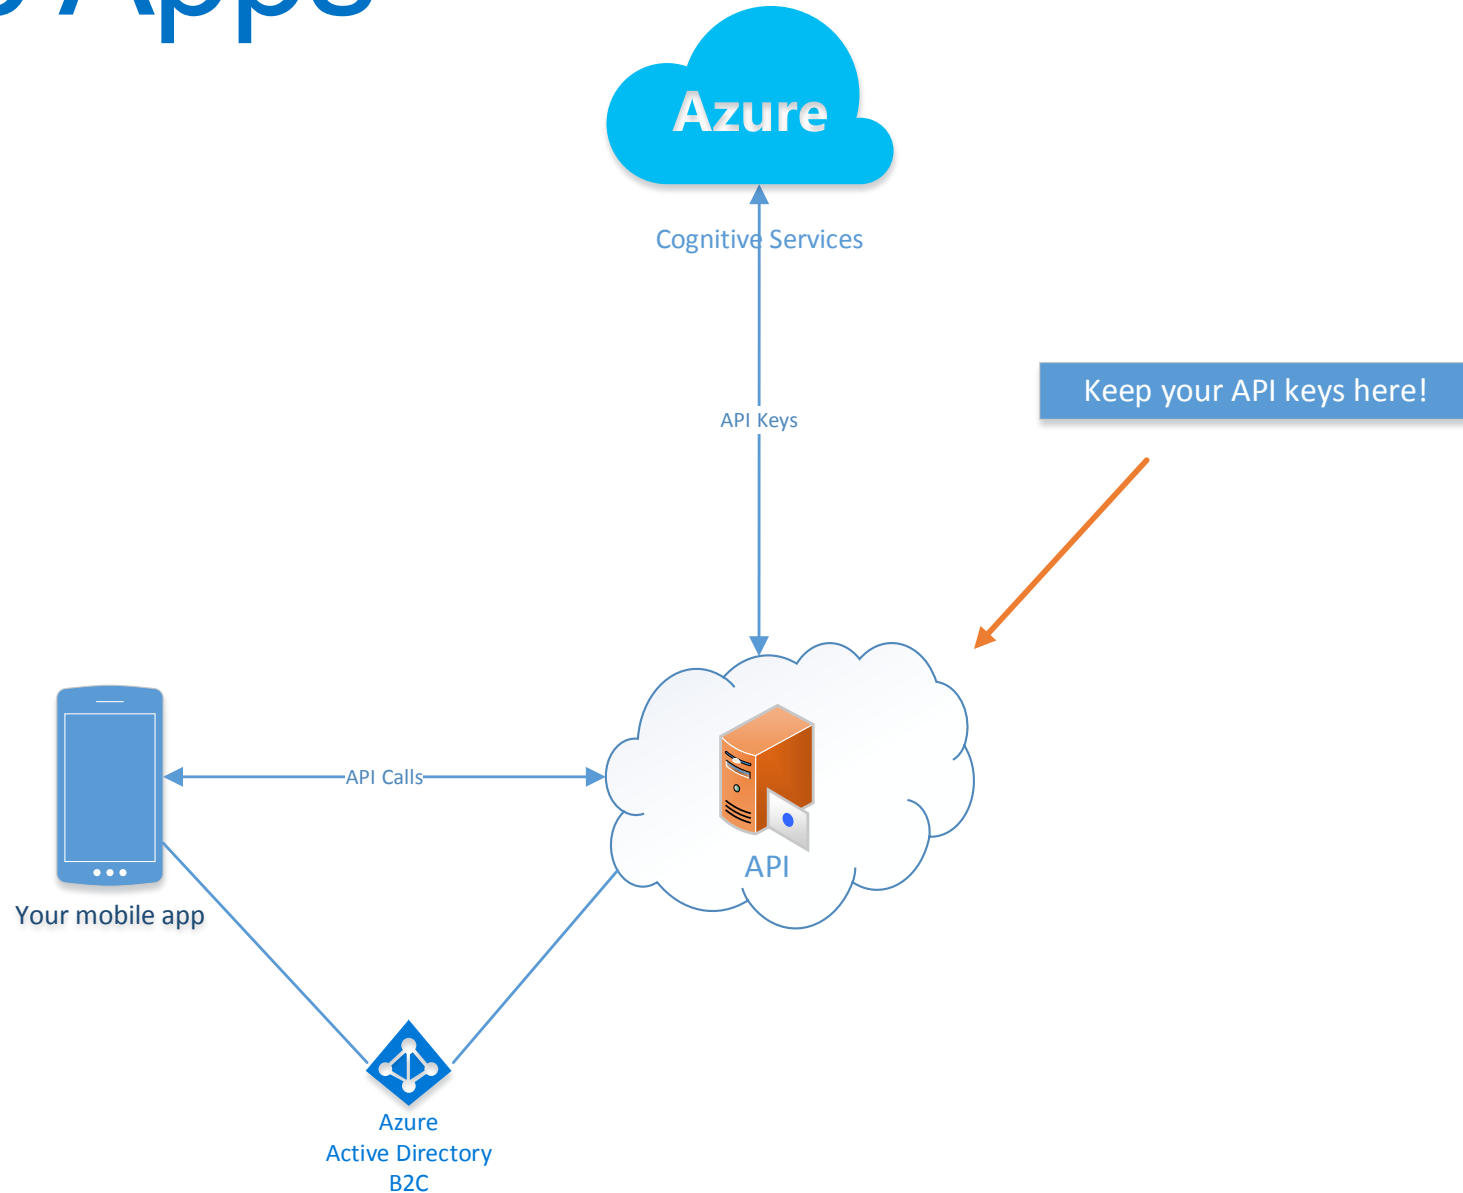 Apps
Azure
Cognitive Services
API Keys
Keep your API keys here!
API Calls
API
Your mobile app
Azure
Active Directory
B2C